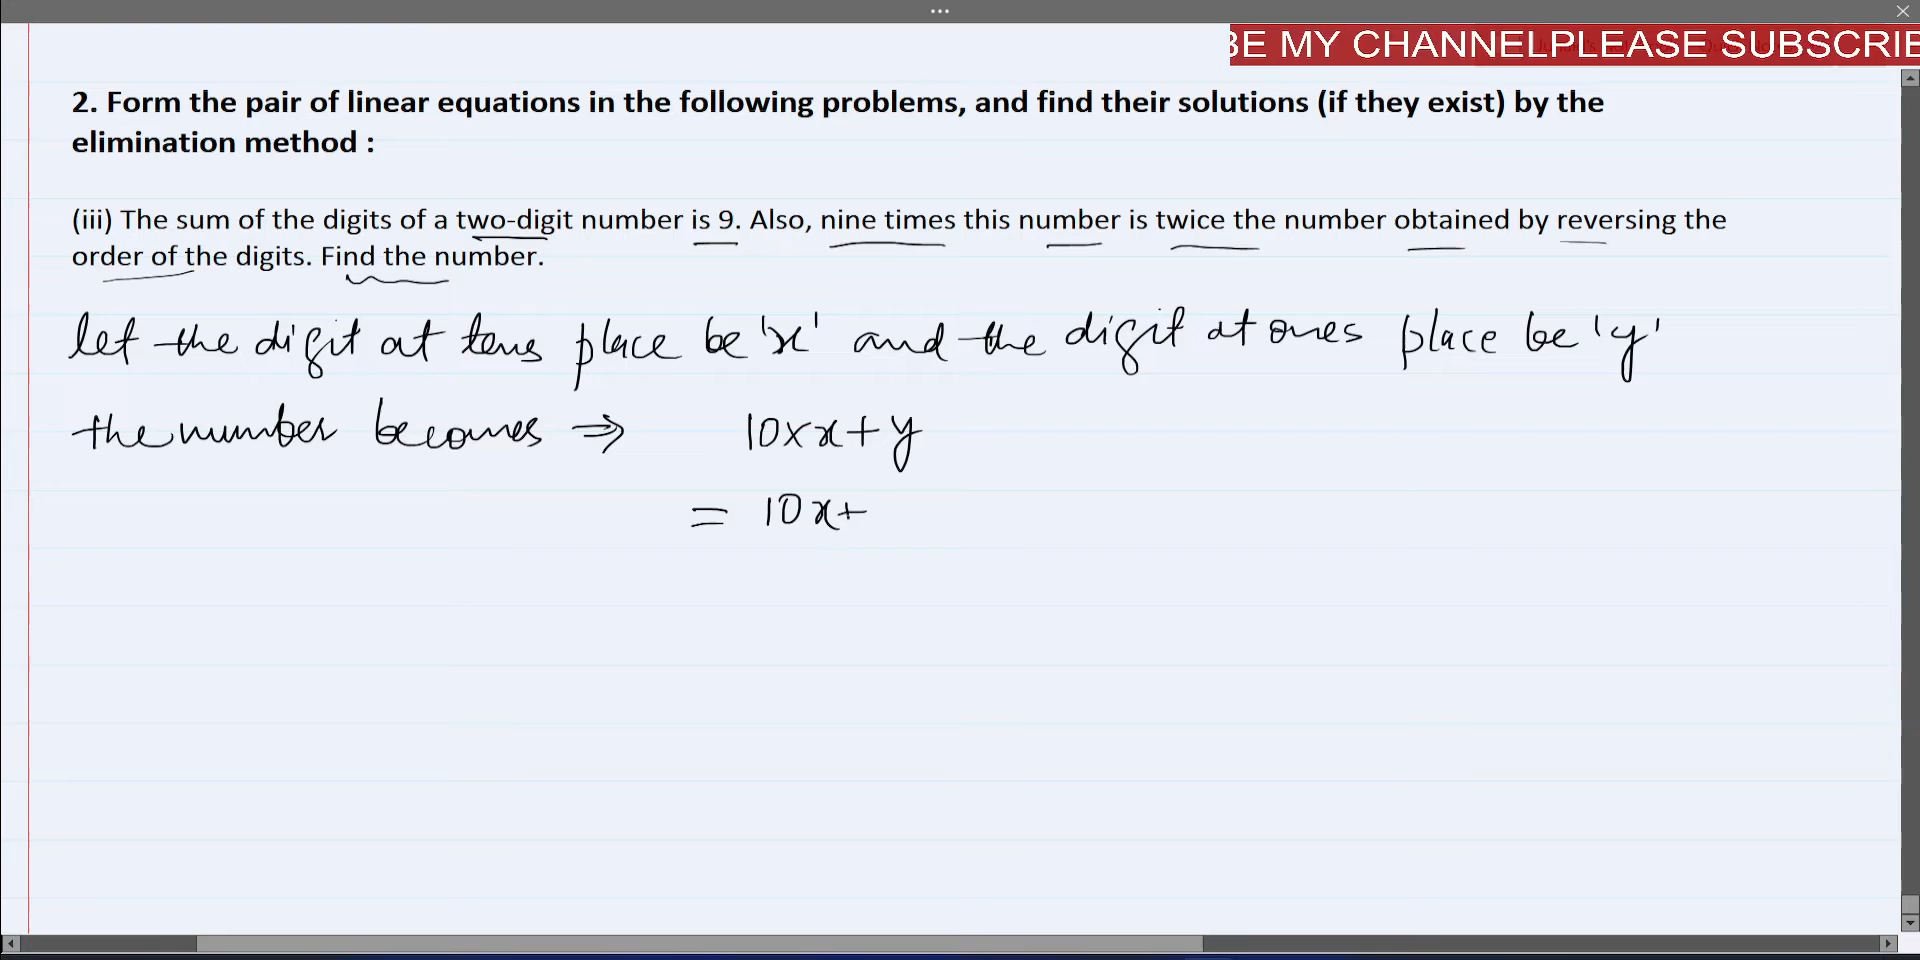 BE MY CHANNELPLEASE SUBSCRIBE
2. Form the pair of linear equations in the following problems, and find their solutions (if they exist) by the
elimination method :
(iii) The sum of the digits of a two-digit number is 9. Also, nine times this number is twice the number obtained by reversing the
order of the digits. Find the number.
let the digit at tens place be 'x' and the digit at ones place be 'y'
the number becomes ⇒ 10×x+y
= 10x+